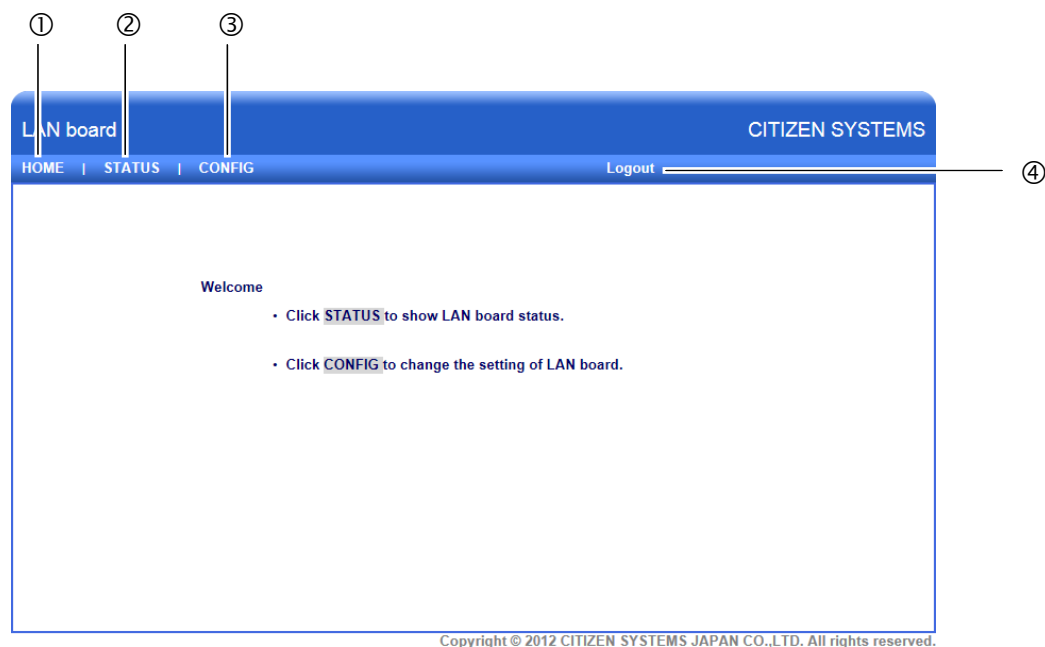 ① ② ③
LAN board CITIZEN SYSTEMS
HOME | STATUS | CONFIG Logout ④
Welcome
• Click STATUS to show LAN board status.
• Click CONFIG to change the setting of LAN board.
Copyright © 2012 CITIZEN SYSTEMS JAPAN CO.,LTD. All rights reserved.